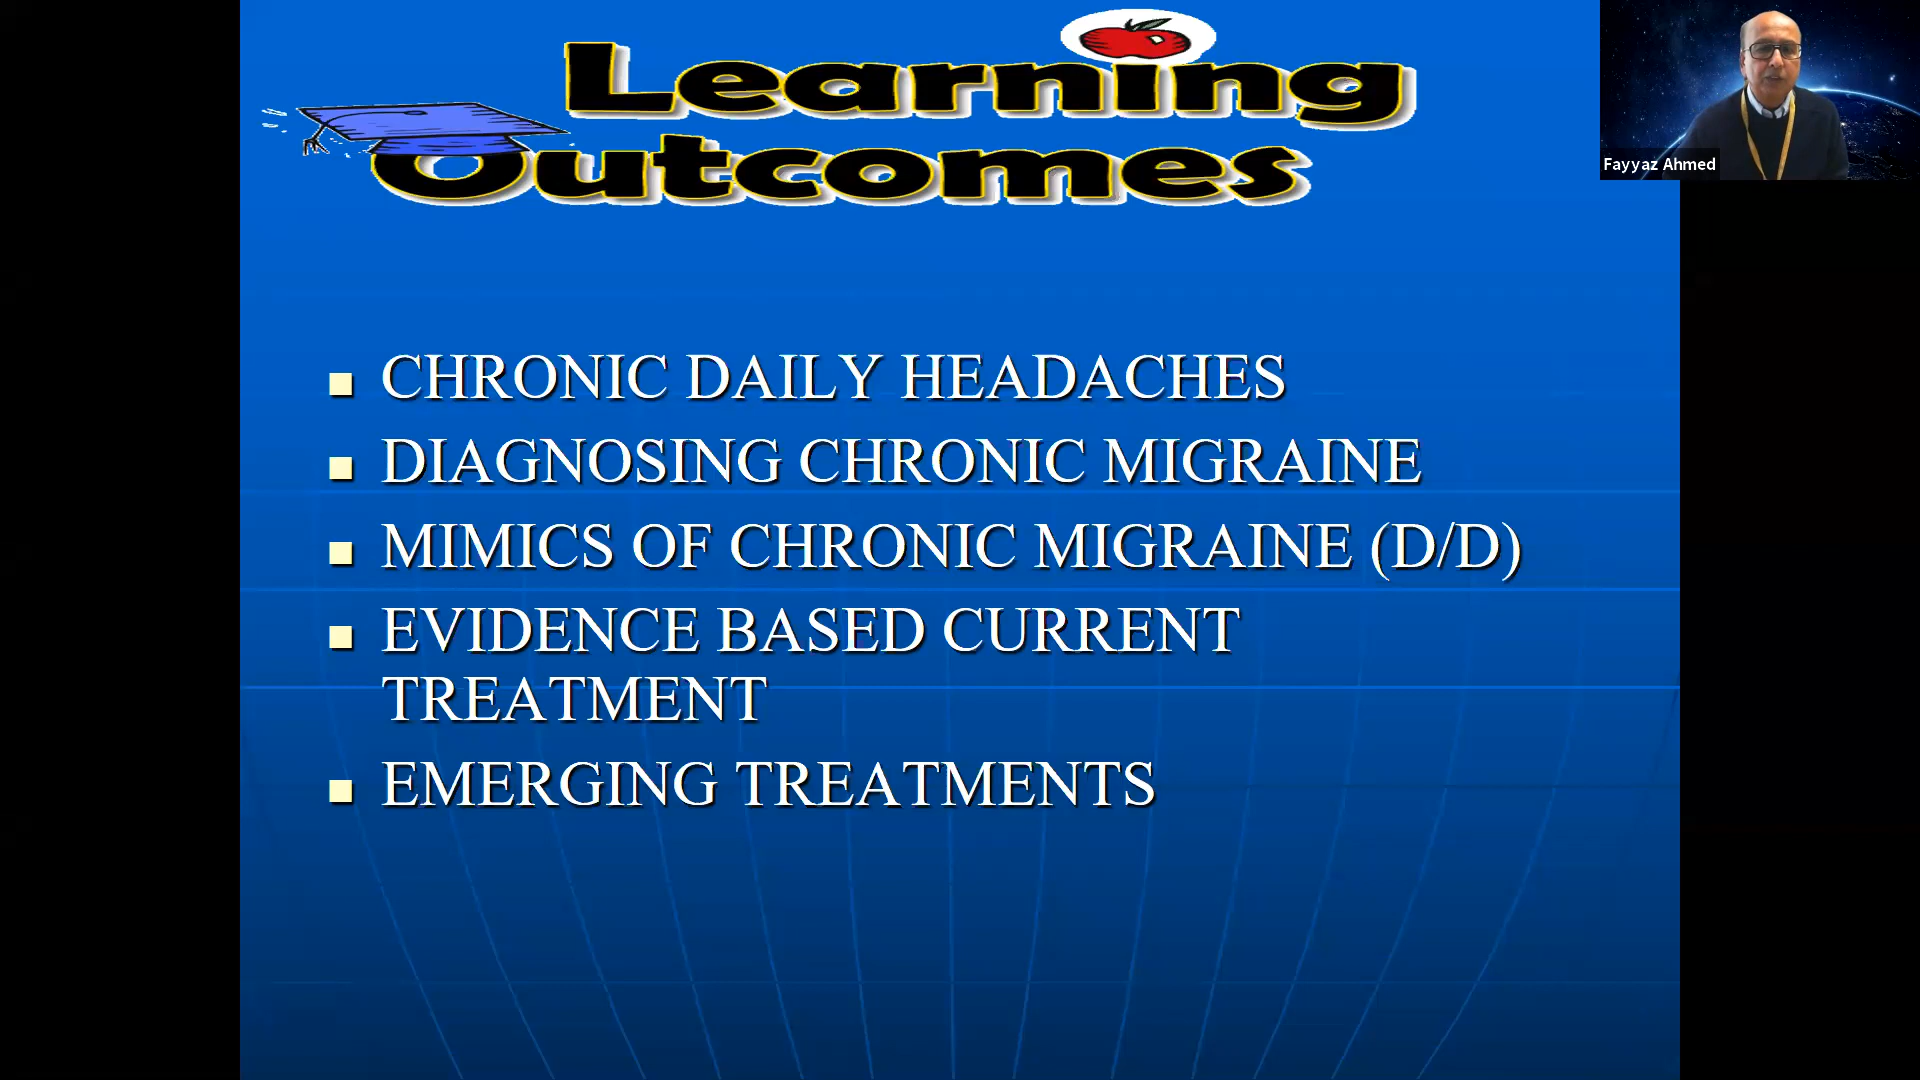 Learning
Outcomes
Fayyaz Ahmed
CHRONIC DAILY HEADACHES
DIAGNOSING CHRONIC MIGRAINE
MIMICS OF CHRONIC MIGRAINE (D/D)
EVIDENCE BASED CURRENT
TREATMENT
EMERGING TREATMENTS